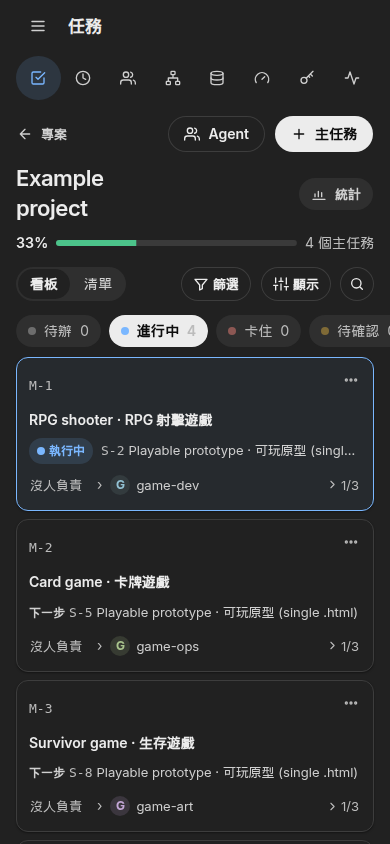 任務
專案
Agent
主任務
Example
project
統計
33%
4 個主任務
看板
清單
篩選
顯示
待辦 0
進行中 4
卡住 0
待確認
M-1
RPG shooter · RPG 射擊遊戲
執行中 S-2 Playable prototype · 可玩原型 (singl...
沒人負責 G game-dev 1/3
M-2
Card game · 卡牌遊戲
下一步 S-5 Playable prototype · 可玩原型 (single .html)
沒人負責 G game-ops 1/3
M-3
Survivor game · 生存遊戲
下一步 S-8 Playable prototype · 可玩原型 (single .html)
沒人負責 G game-art 1/3